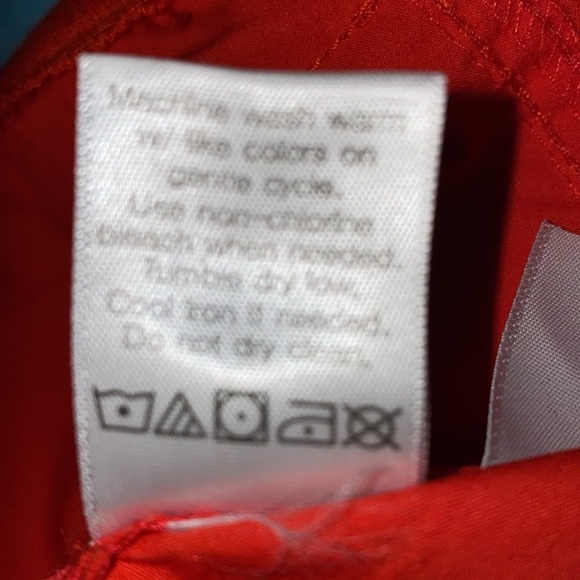 Machine wash warm
w/ like colors on
gentle cycle.
Use non-chlorine
bleach when needed.
Tumble dry low.
Cool iron if needed.
Do not dry clean.